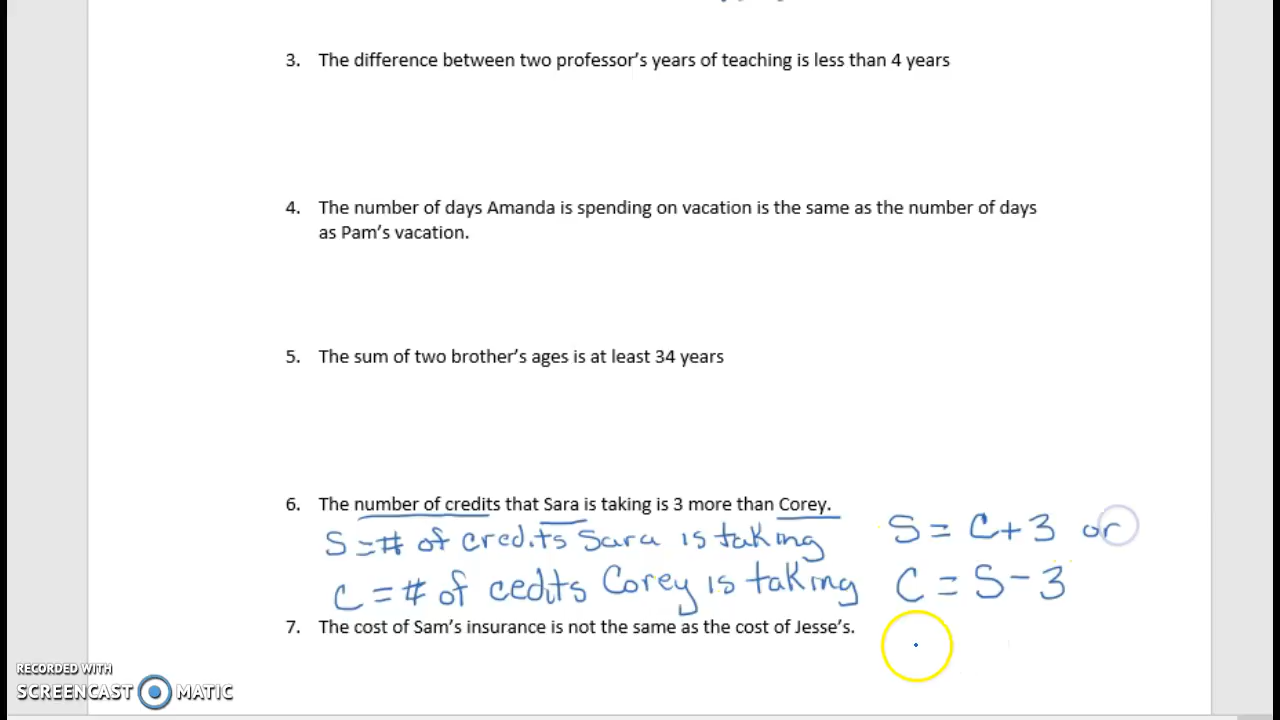 3. The difference between two professor's years of teaching is less than 4 years
4. The number of days Amanda is spending on vacation is the same as the number of days
as Pam's vacation.
5. The sum of two brother's ages is at least 34 years
6. The number of credits that Sara is taking is 3 more than Corey.
S = # of credits Sara is taking
S = C + 3 or
C = # of cedits Corey is taking
C = S - 3
7. The cost of Sam's insurance is not the same as the cost of Jesse's.
RECORDED WITH
SCREENCAST MATIC